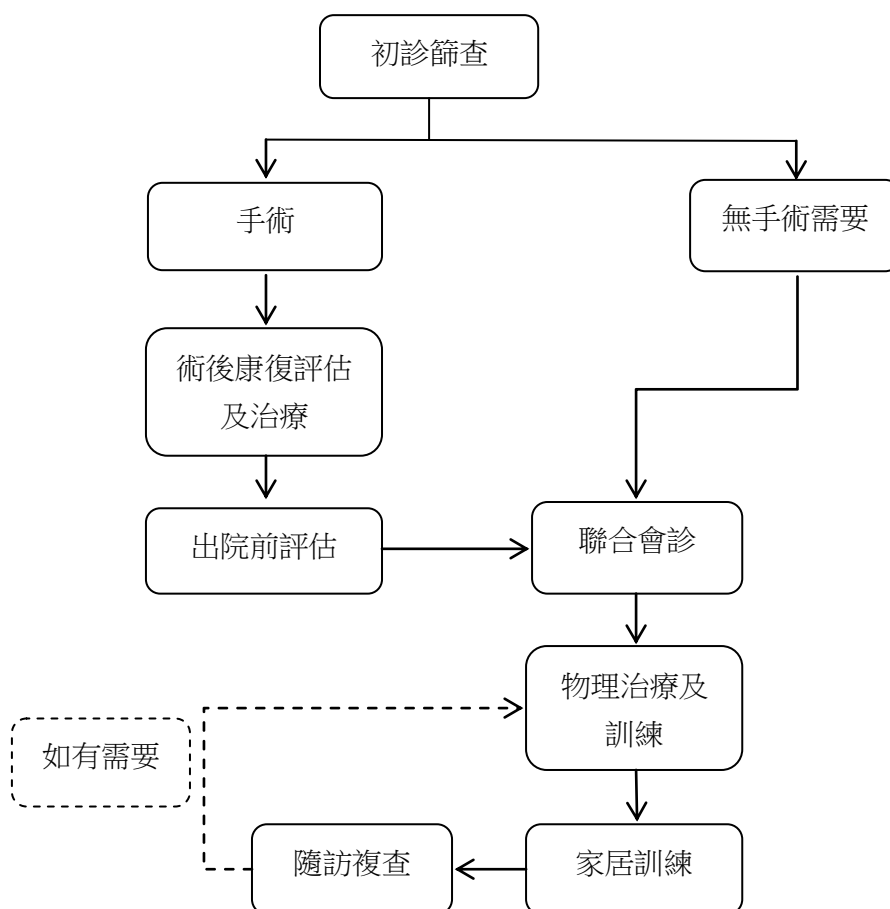 初診篩查
手術
無手術需要
術後康復評估
及治療
出院前評估
聯合會診
物理治療及
訓練
如有需要
隨訪複查
家居訓練